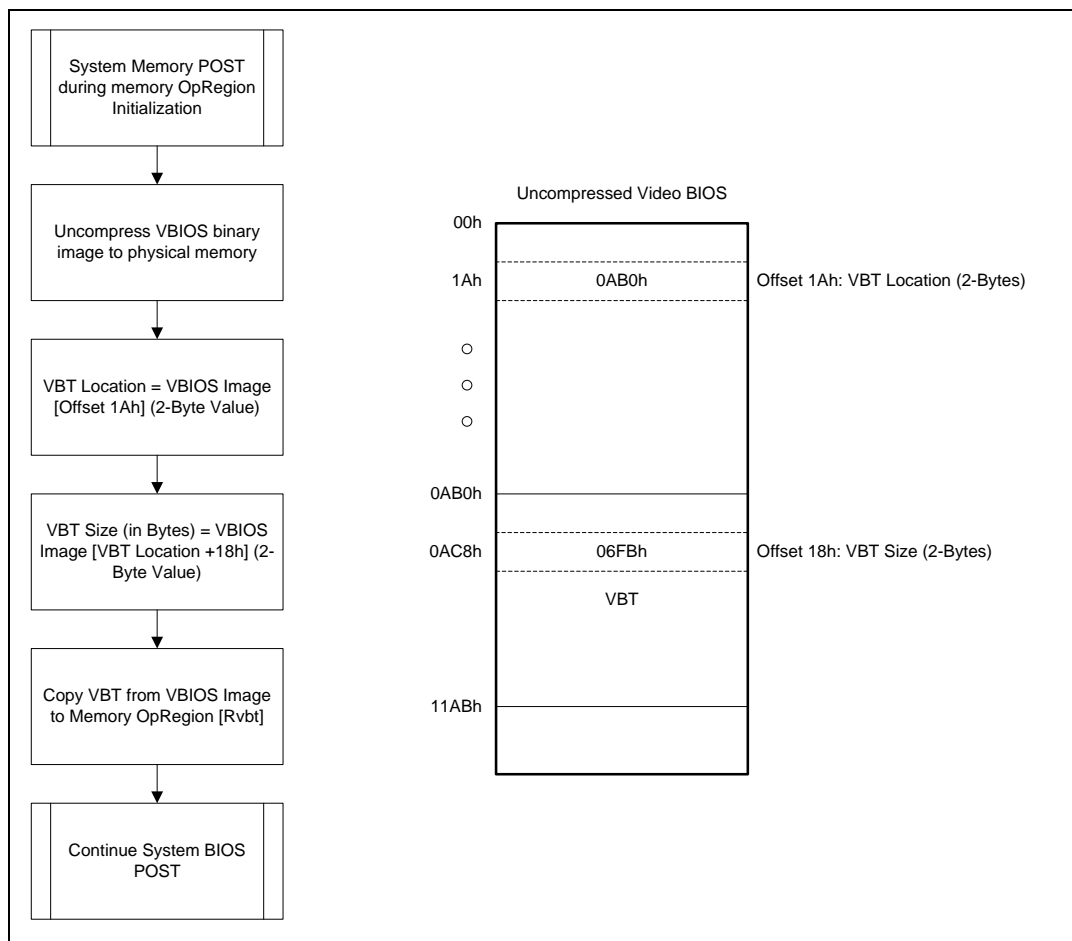 System Memory POST
during memory OpRegion
Initialization
Uncompress VBIOS binary
image to physical memory
VBT Location = VBIOS Image
[Offset 1Ah] (2-Byte Value)
VBT Size (in Bytes) = VBIOS
Image [VBT Location +18h] (2-
Byte Value)
Copy VBT from VBIOS Image
to Memory OpRegion [Rvbt]
Continue System BIOS
POST
Uncompressed Video BIOS
00h
1Ah
0AB0h
Offset 1Ah: VBT Location (2-Bytes)
0AB0h
0AC8h
06FBh
Offset 18h: VBT Size (2-Bytes)
VBT
11ABh